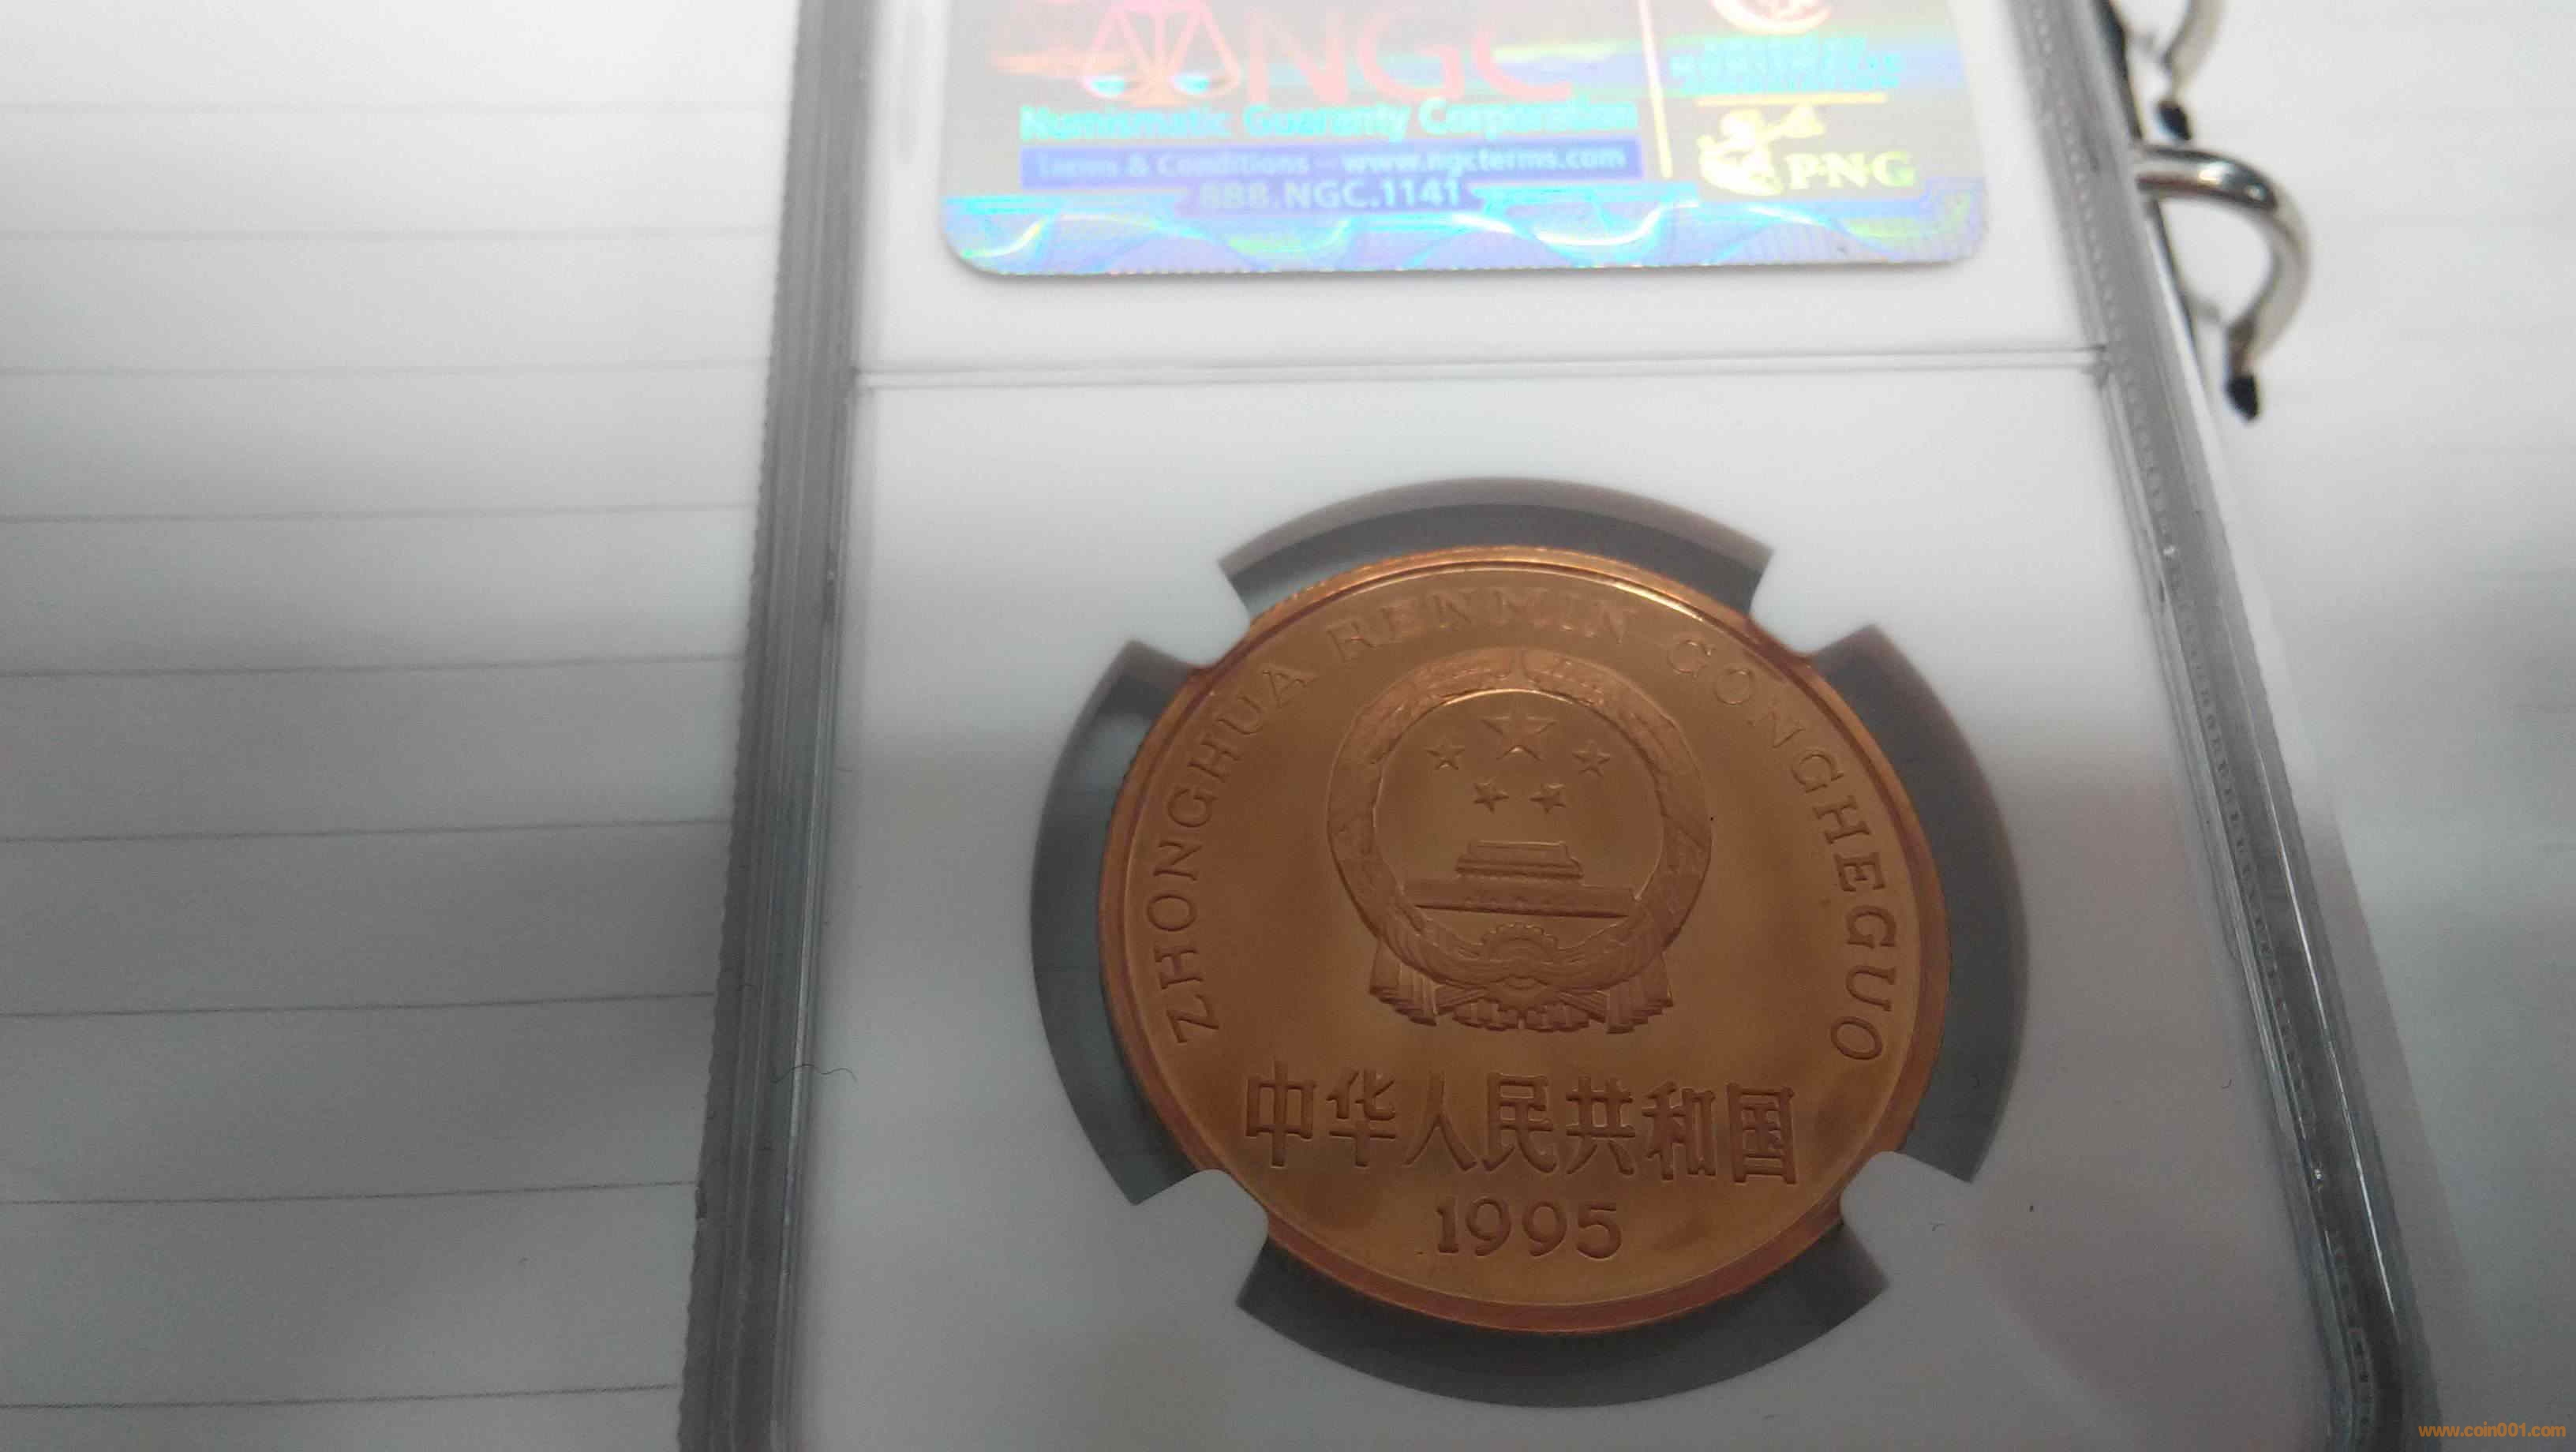 NGC
Numismatic Guaranty Corporation
Terms & Conditions – www.ngcterms.com
888.NGC.1141
PNG
ZHONGHUA RENMIN GONGHEGUO
中华人民共和国
1995
www.coin001.com